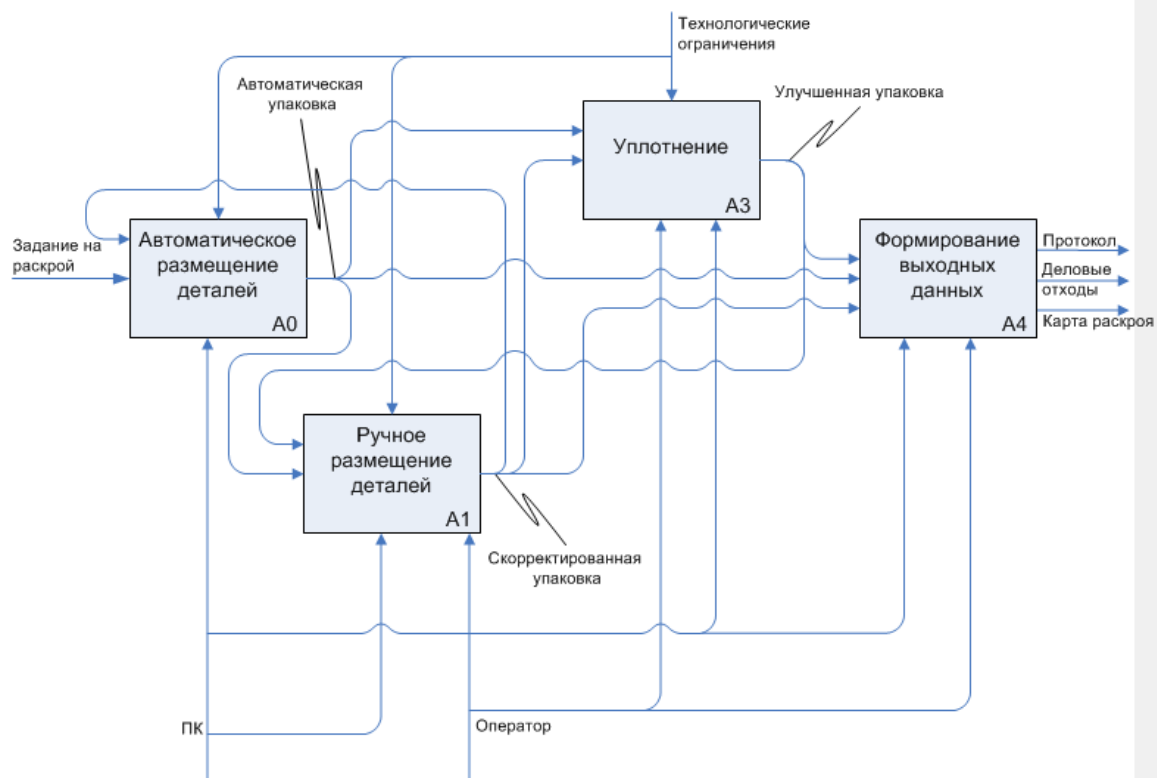 Технологические
ограничения
Автоматическая
упаковка
Улучшенная упаковка
Уплотнение
A3
Задание на
раскрой
Автоматическое
размещение
деталей
A0
Формирование
выходных
данных
A4
Протокол
Деловые
отходы
Карта раскроя
Ручное
размещение
деталей
A1
Скорректированная
упаковка
ПК
Оператор